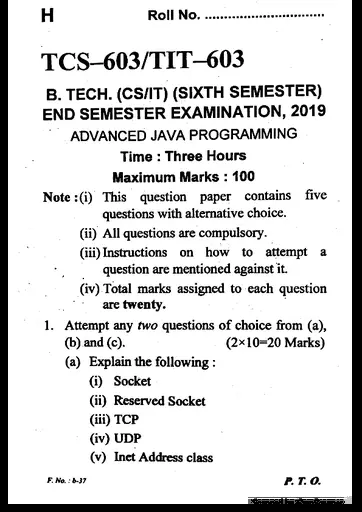 H Roll No. ................................
TCS–603/TIT–603
B. TECH. (CS/IT) (SIXTH SEMESTER)
END SEMESTER EXAMINATION, 2019
ADVANCED JAVA PROGRAMMING
Time : Three Hours
Maximum Marks : 100
Note :(i) This question paper contains five
questions with alternative choice.
(ii) All questions are compulsory.
(iii) Instructions on how to attempt a
question are mentioned against it.
(iv) Total marks assigned to each question
are twenty.
1. Attempt any two questions of choice from (a),
(b) and (c). (2×10=20 Marks)
(a) Explain the following :
(i) Socket
(ii) Reserved Socket
(iii) TCP
(iv) UDP
(v) Inet Address class
F. No. : b-37 P. T. O.